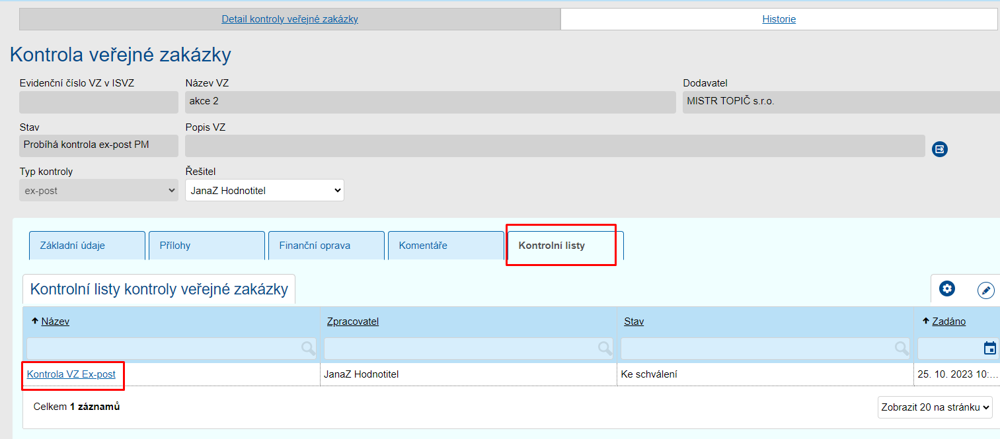 Detail kontroly veřejné zakázky Historie
Kontrola veřejné zakázky
Evidenční číslo VZ v ISVZ Název VZ Dodavatel
akce 2 MISTR TOPIČ s.r.o.
Stav Popis VZ
Probíhá kontrola ex-post PM
Typ kontroly Řešitel
ex-post JanaZ Hodnotitel
Základní údaje Přílohy Finanční oprava Komentáře Kontrolní listy
Kontrolní listy kontroly veřejné zakázky
Název Zpracovatel Stav Zadáno
Kontrola VZ Ex-post JanaZ Hodnotitel Ke schválení 25. 10. 2023 10:...
Celkem 1 záznamů Zobrazit 20 na stránku